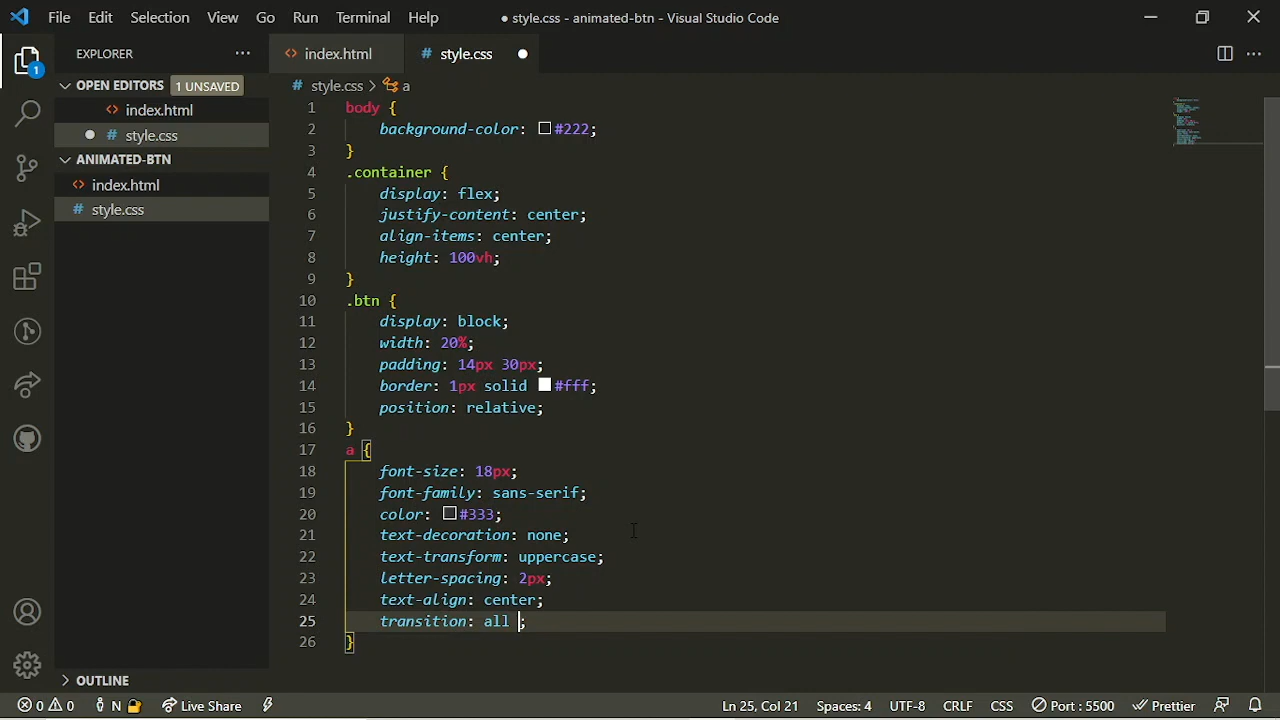 File Edit Selection View Go Run Terminal Help
● style.css - animated-btn - Visual Studio Code
EXPLORER
1
OPEN EDITORS 1 UNSAVED
index.html
style.css
ANIMATED-BTN
index.html
style.css
OUTLINE
index.html
# style.css
# style.css > a
1 body {
2 background-color: #222;
3 }
4 .container {
5 display: flex;
6 justify-content: center;
7 align-items: center;
8 height: 100vh;
9 }
10 .btn {
11 display: block;
12 width: 20%;
13 padding: 14px 30px;
14 border: 1px solid #fff;
15 position: relative;
16 }
17 a {
18 font-size: 18px;
19 font-family: sans-serif;
20 color: #333;
21 text-decoration: none;
22 text-transform: uppercase;
23 letter-spacing: 2px;
24 text-align: center;
25 transition: all ;
26 }
0 0 N Live Share Ln 25, Col 21 Spaces: 4 UTF-8 CRLF CSS Port : 5500 Prettier